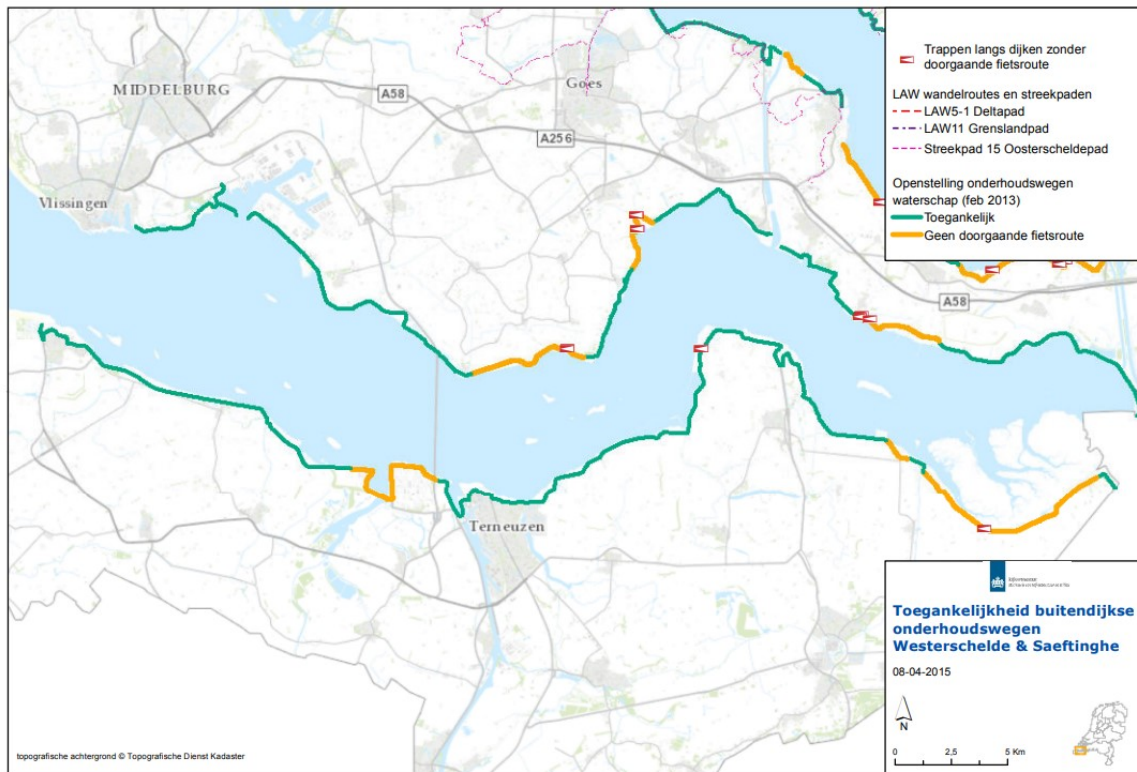 MIDDELBURG
Vlissingen
Goes
A58
A256
A58
Terneuzen
Trappen langs dijken zonder
doorgaande fietsroute
LAW wandelroutes en streekpaden
LAW5-1 Deltapad
LAW11 Grenslandpad
Streekpad 15 Oosterscheldepad
Openstelling onderhoudswegen
waterschap (feb 2013)
Toegankelijk
Geen doorgaande fietsroute
Toegankelijkheid buitendijkse
onderhoudswegen
Westerschelde & Saeftinghe
08-04-2015
N
0 2,5 5 Km
topografische achtergrond © Topografische Dienst Kadaster